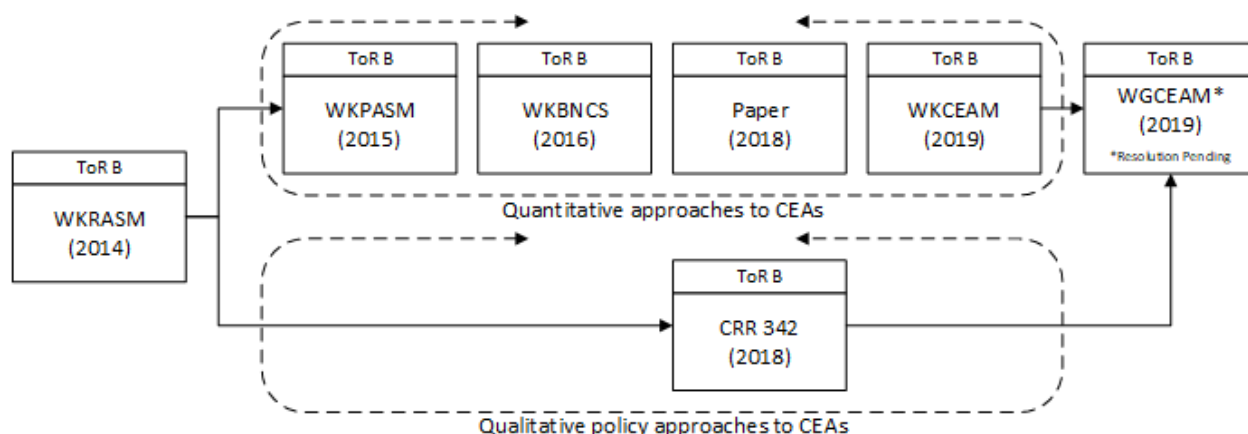 ToR B
WKPASM
(2015)
ToR B
WKBNCS
(2016)
ToR B
Paper
(2018)
ToR B
WKCEAM
(2019)
ToR B
WGCEAM*
(2019)
*Resolution Pending
ToR B
WKRASM
(2014)
Quantitative approaches to CEAs
ToR B
CRR 342
(2018)
Qualitative policy approaches to CEAs